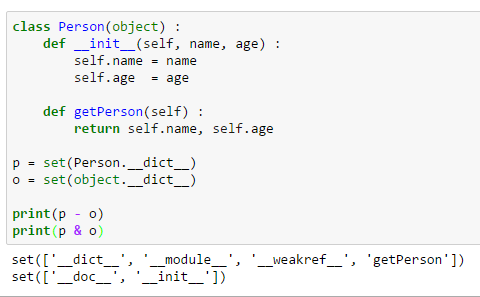 class Person(object) :
    def __init__(self, name, age) :
        self.name = name
        self.age  = age

    def getPerson(self) :
        return self.name, self.age

p = set(Person.__dict__)
o = set(object.__dict__)

print(p - o)
print(p & o)
set(['__dict__', '__module__', '__weakref__', 'getPerson'])
set(['__doc__', '__init__'])